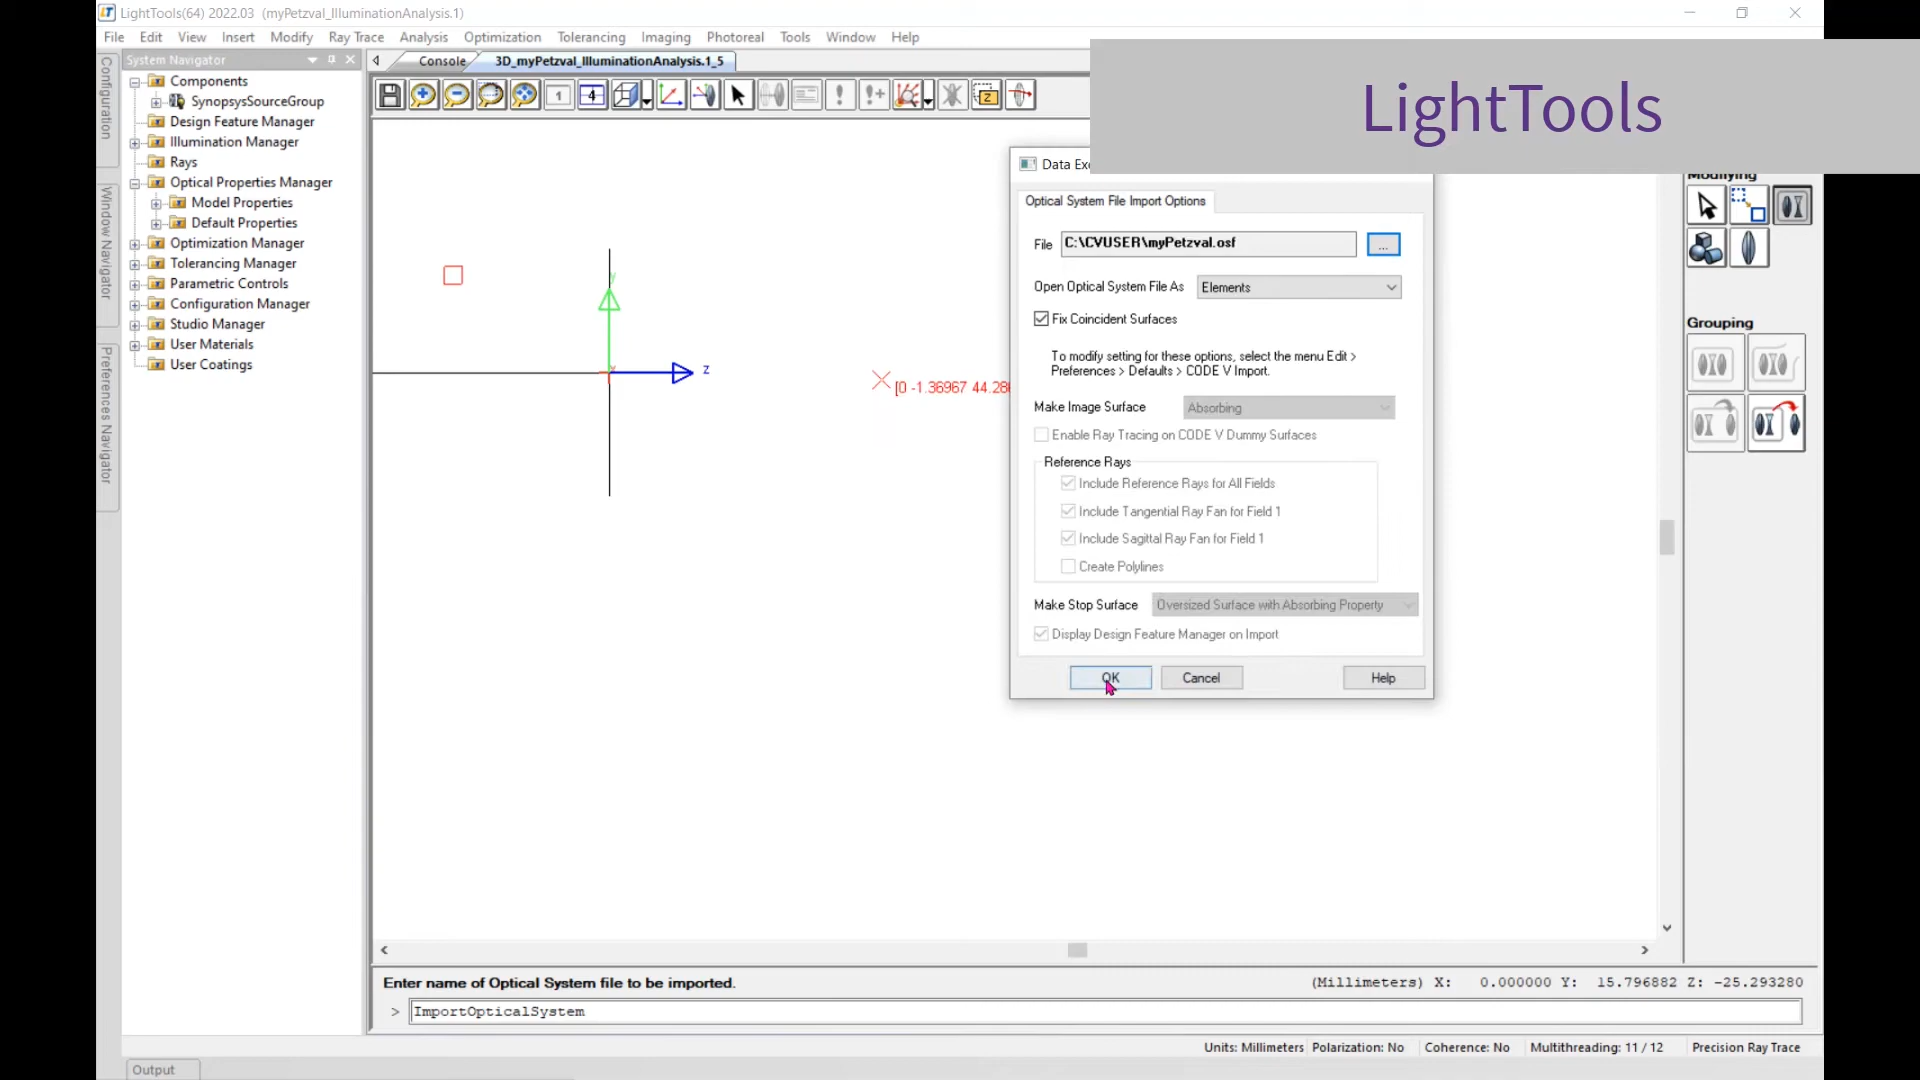 LightTools(64) 2022.03 (myPetzval_IlluminationAnalysis.1)
File Edit View Insert Modify Ray Trace Analysis Optimization Tolerancing Imaging Photoreal Tools Window Help
LightTools
Configuration
Window Navigator
Preferences Navigator
System Navigator
Components
SynopsysSourceGroup
Design Feature Manager
Illumination Manager
Rays
Optical Properties Manager
Model Properties
Default Properties
Optimization Manager
Tolerancing Manager
Parametric Controls
Configuration Manager
Studio Manager
User Materials
User Coatings
Console
3D_myPetzval_IlluminationAnalysis.1_5
1
4
Z
y
z
[0 -1.36967 44.28
Data Ex
Optical System File Import Options
File C:\CVUSER\myPetzval.osf ...
Open Optical System File As Elements
Fix Coincident Surfaces
To modify setting for these options, select the menu Edit >
Preferences > Defaults > CODE V Import.
Make Image Surface Absorbing
Enable Ray Tracing on CODE V Dummy Surfaces
Reference Rays
Include Reference Rays for All Fields
Include Tangential Ray Fan for Field 1
Include Sagittal Ray Fan for Field 1
Create Polylines
Make Stop Surface Oversized Surface with Absorbing Property
Display Design Feature Manager on Import
OK Cancel Help
Modifying
Grouping
Enter name of Optical System file to be imported.
(Millimeters) X: 0.000000 Y: 15.796882 Z: -25.293280
> ImportOpticalSystem
Units: Millimeters Polarization: No Coherence: No Multithreading: 11 / 12 Precision Ray Trace
Output